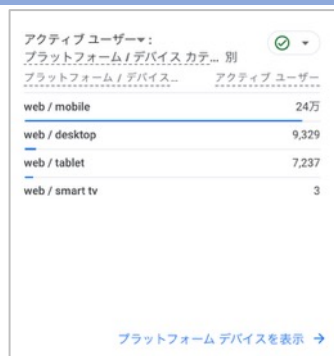 アクティブ ユーザー▼:
プラットフォーム / デバイス カテ... 別
プラットフォーム / デバイス... アクティブ ユーザー
web / mobile 24万
web / desktop 9,329
web / tablet 7,237
web / smart tv 3
プラットフォーム デバイスを表示 →